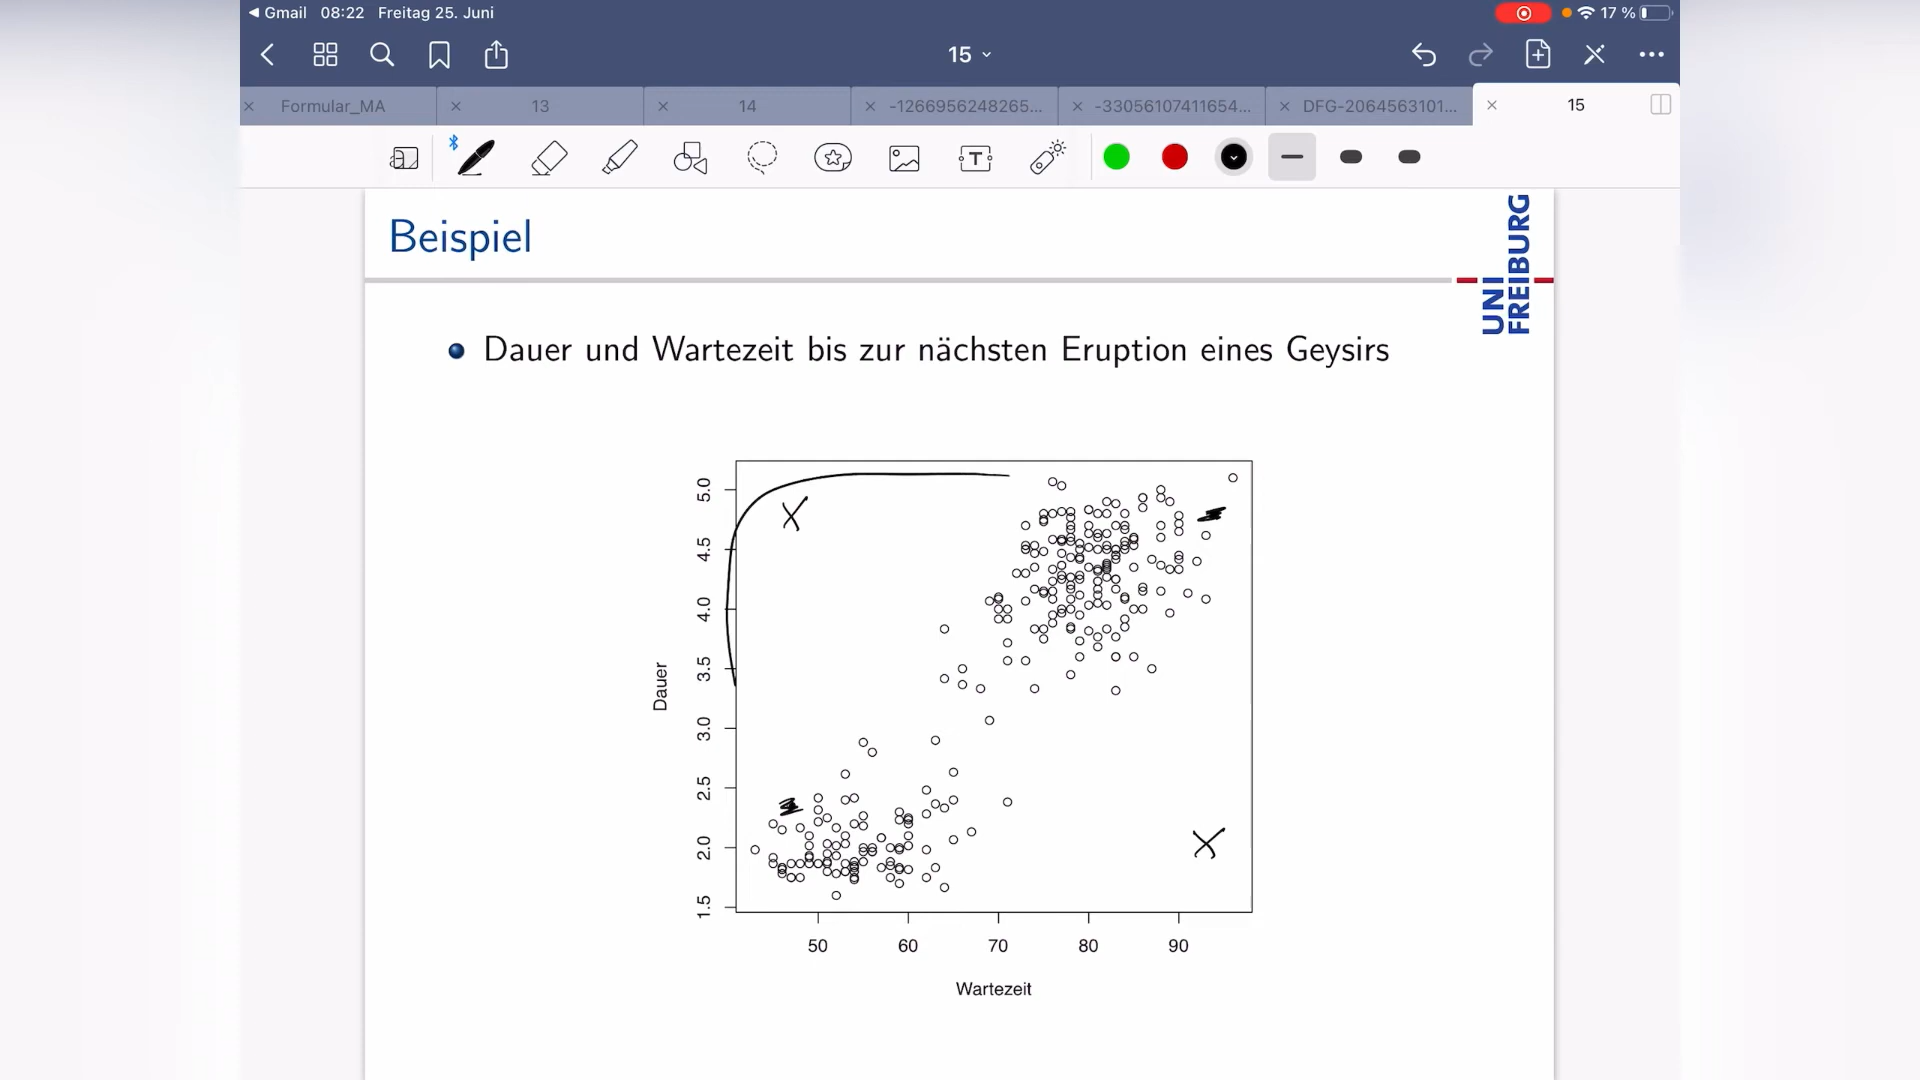 Gmail 08:22 Freitag 25. Juni 17 %
15
Formular_MA 13 14 -1266956248265... -33056107411654... DFG-2064563101... 15
T
Beispiel
UNI
FREIBURG
Dauer und Wartezeit bis zur nächsten Eruption eines Geysirs
5.0
4.5
4.0
3.5
3.0
2.5
2.0
1.5
Dauer
50 60 70 80 90
Wartezeit